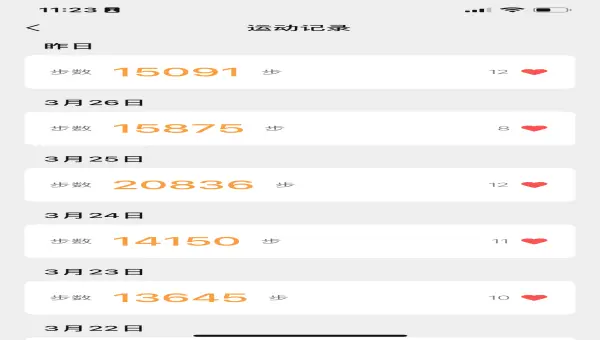 11:23
运动记录
昨日
步数 15091 步 12
3月26日
步数 15875 步 8
3月25日
步数 20836 步 12
3月24日
步数 14150 步 11
3月23日
步数 13645 步 10
3月22日